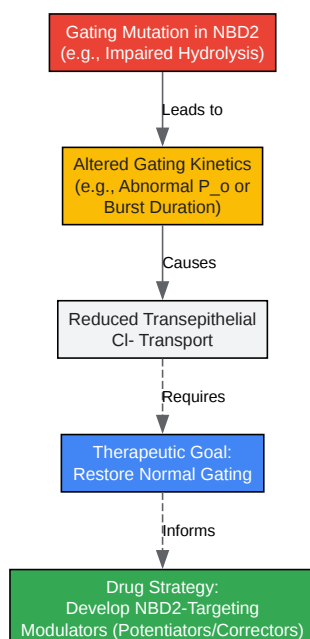 Gating Mutation in NBD2
(e.g., Impaired Hydrolysis)
Leads to
Altered Gating Kinetics
(e.g., Abnormal P_o or
Burst Duration)
Causes
Reduced Transepithelial
Cl- Transport
Requires
Therapeutic Goal:
Restore Normal Gating
Informs
Drug Strategy:
Develop NBD2-Targeting
Modulators (Potentiators/Correctors)